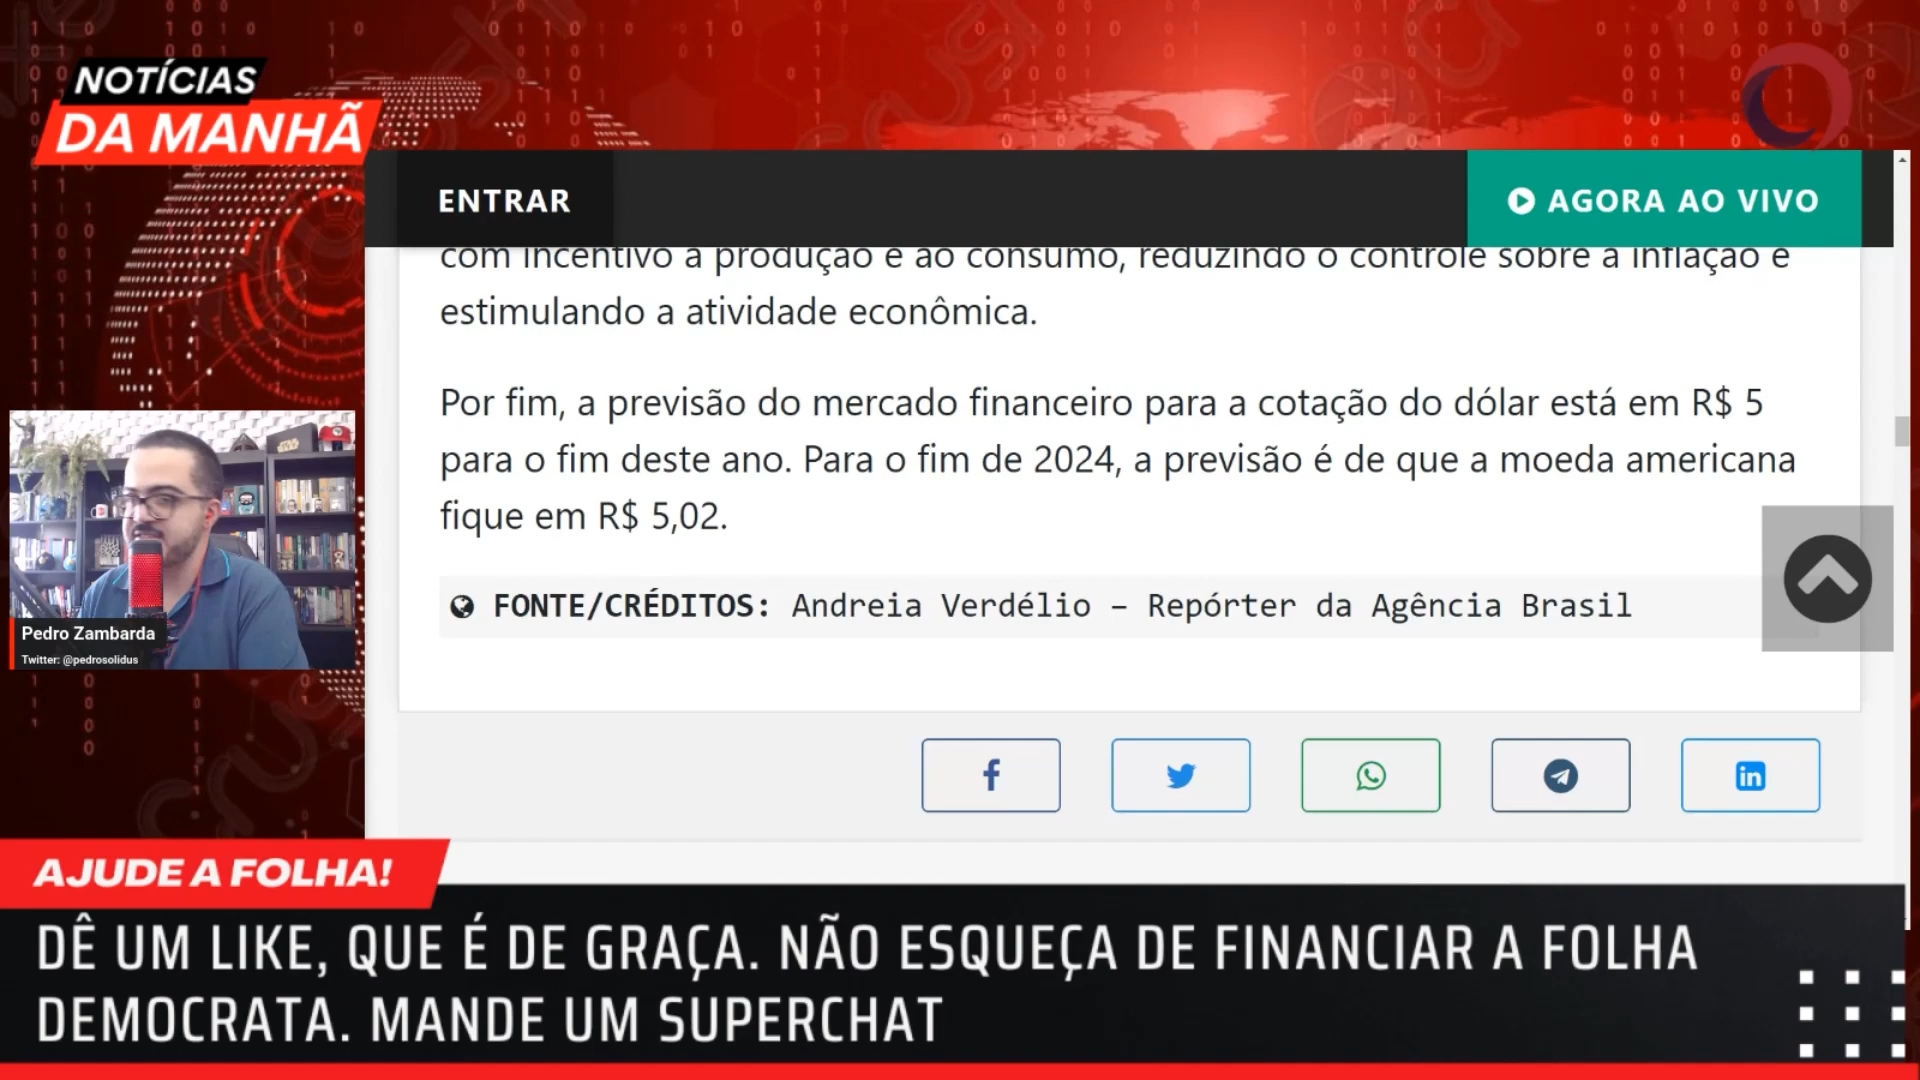 NOTÍCIAS
DA MANHÃ
ENTRAR
AGORA AO VIVO
com incentivo à produção e ao consumo, reduzindo o controle sobre a inflação e
estimulando a atividade econômica.
Por fim, a previsão do mercado financeiro para a cotação do dólar está em R$ 5
para o fim deste ano. Para o fim de 2024, a previsão é de que a moeda americana
fique em R$ 5,02.
FONTE/CRÉDITOS: Andreia Verdélio – Repórter da Agência Brasil
Pedro Zambarda
Twitter: @pedrosolidus
AJUDE A FOLHA!
DÊ UM LIKE, QUE É DE GRAÇA. NÃO ESQUEÇA DE FINANCIAR A FOLHA
DEMOCRATA. MANDE UM SUPERCHAT